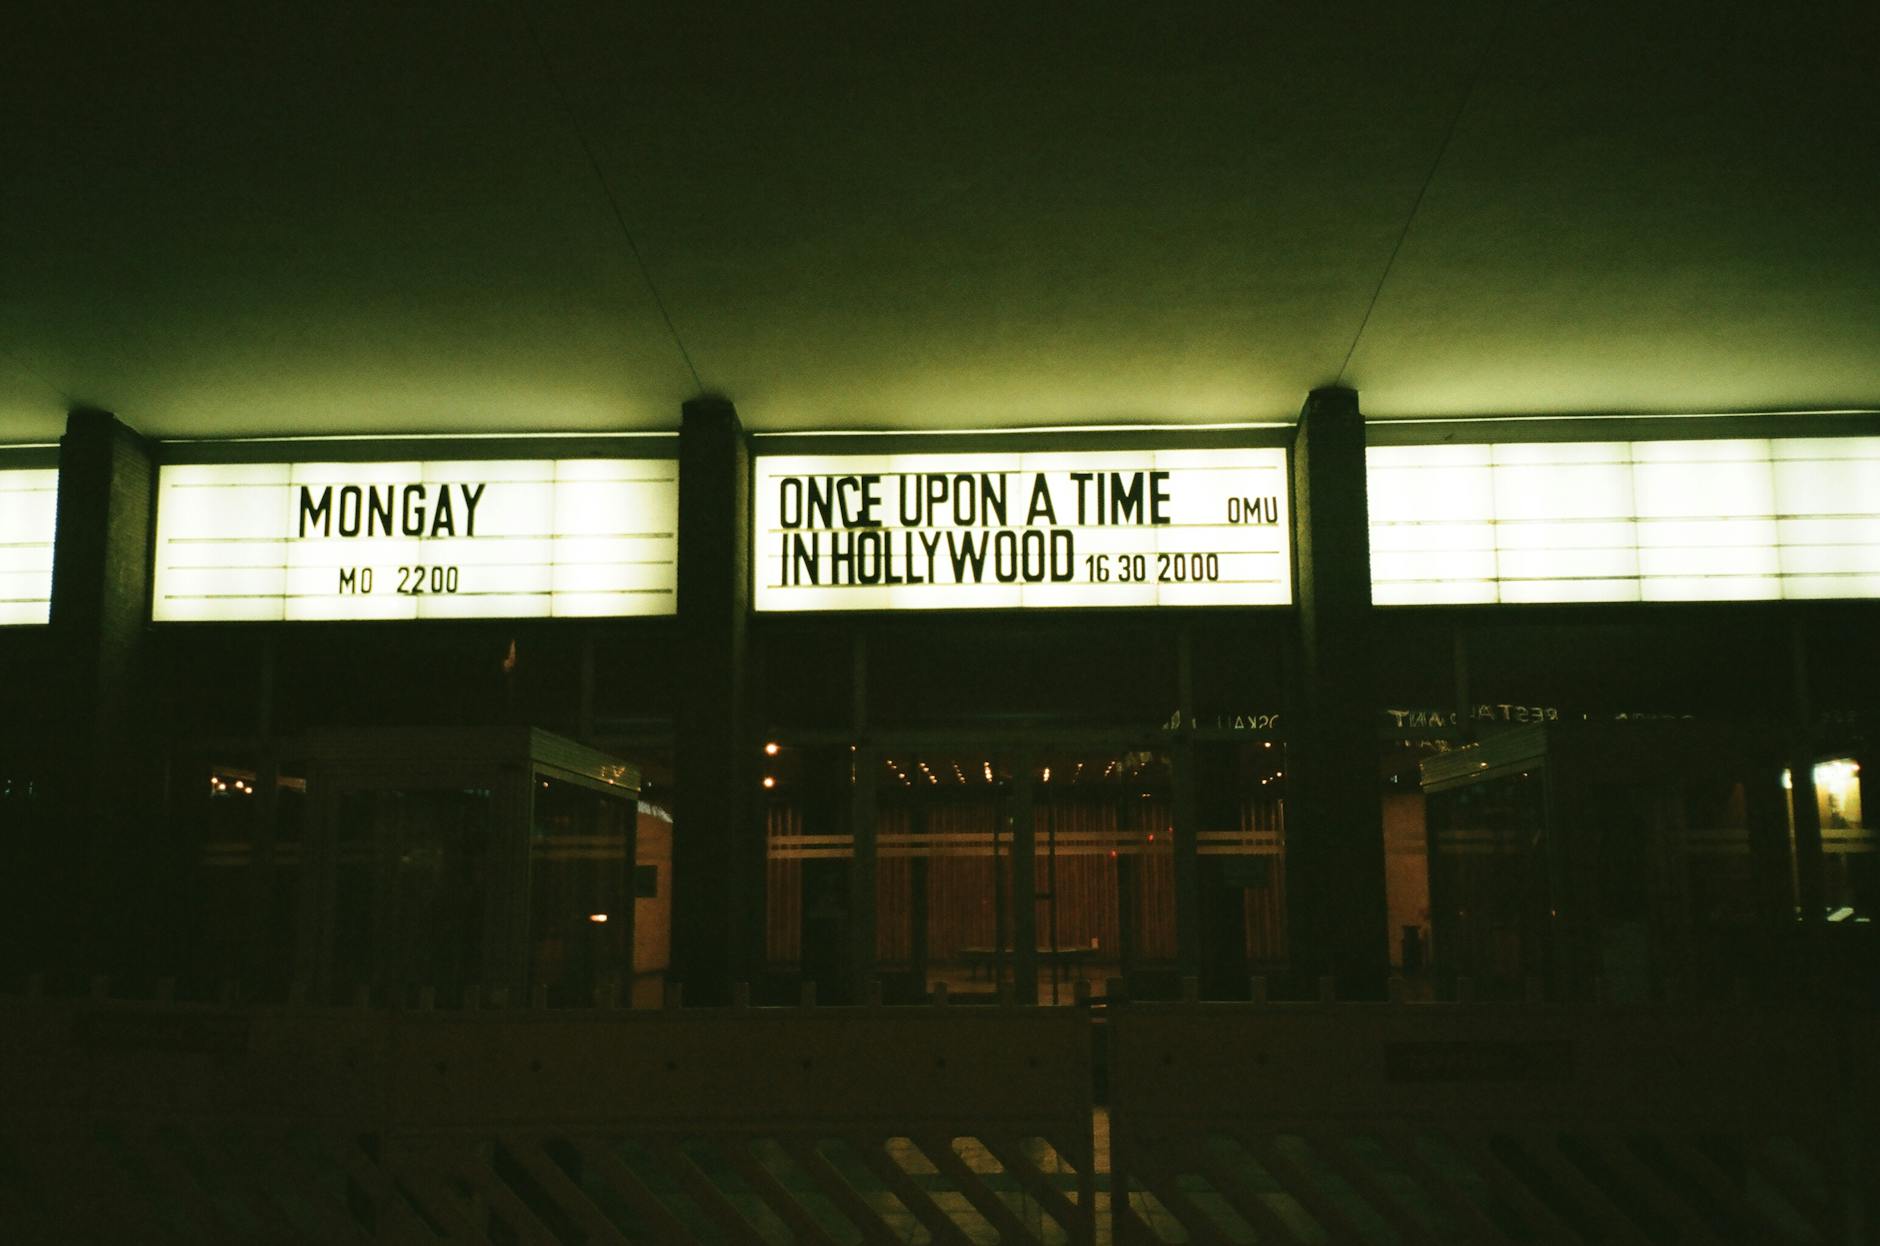 MONGAY
MO 2200
ONCE UPON A TIME OMU
IN HOLLYWOOD 16 30 2000